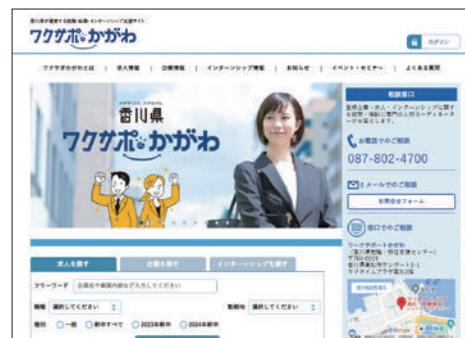 香川県が運営する就職・転職・インターンシップ支援サイト
ワクサポかがわ
ログイン
ワクサポかがわとは | 求人情報 | 企業情報 | インターンシップ情報 | お知らせ | イベント・セミナー | よくある質問
香川県
ワクサポかがわ
相談窓口
お電話でのご相談
087-802-4700
Eメールでのご相談
お問合せフォーム
窓口でのご相談
ワークサポートかがわ
求人を探す
企業を探す
インターンシップを探す
フリーワード
職種 選択してください
勤務地 選択してください
種別 一般 新卒すべて 2023年新卒 2024年新卒